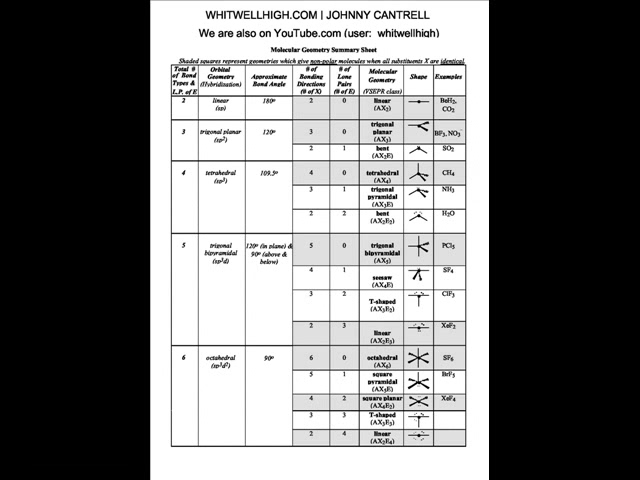 WHITWELLHIGH.COM | JOHNNY CANTRELL
We are also on YouTube.com (user: whitwellhigh)
Molecular Geometry Summary Sheet
Shaded squares represent geometries which give non-polar molecules when all substituents X are identical.
Total # of Bond Types & L.P. of E | Orbital Geometry (Hybridization) | Approximate Bond Angle | # of Bonding Directions (# of X) | # of Lone Pairs (# of E) | Molecular Geometry (VSEPR class) | Shape | Examples
2 | linear (sp) | 180º | 2 | 0 | linear (AX2) | BeH2, CO2
3 | trigonal planar (sp2) | 120º | 3 | 0 | trigonal planar (AX3) | BF3, NO3-
2 | 1 | bent (AX2E) | SO2
4 | tetrahedral (sp3) | 109.5º | 4 | 0 | tetrahedral (AX4) | CH4
3 | 1 | trigonal pyramidal (AX3E) | NH3
2 | 2 | bent (AX2E2) | H2O
5 | trigonal bipyramidal (sp3d) | 120º (in plane) & 90º (above & below) | 5 | 0 | trigonal bipyramidal (AX5) | PCl5
4 | 1 | seesaw (AX4E) | SF4
3 | 2 | T-shaped (AX3E2) | ClF3
2 | 3 | linear (AX2E3) | XeF2
6 | octahedral (sp3d2) | 90º | 6 | 0 | octahedral (AX6) | SF6
5 | 1 | square pyramidal (AX5E) | BrF5
4 | 2 | square planar (AX4E2) | XeF4
3 | 3 | T-shaped (AX3E3)
2 | 4 | linear (AX2E4)